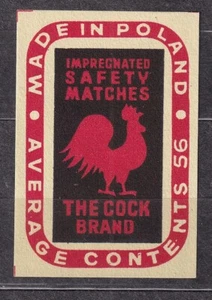 MADE IN POLAND
IMPREGNATED
SAFETY
MATCHES
THE COCK
BRAND
• AVERAGE CONTENTS 56 •